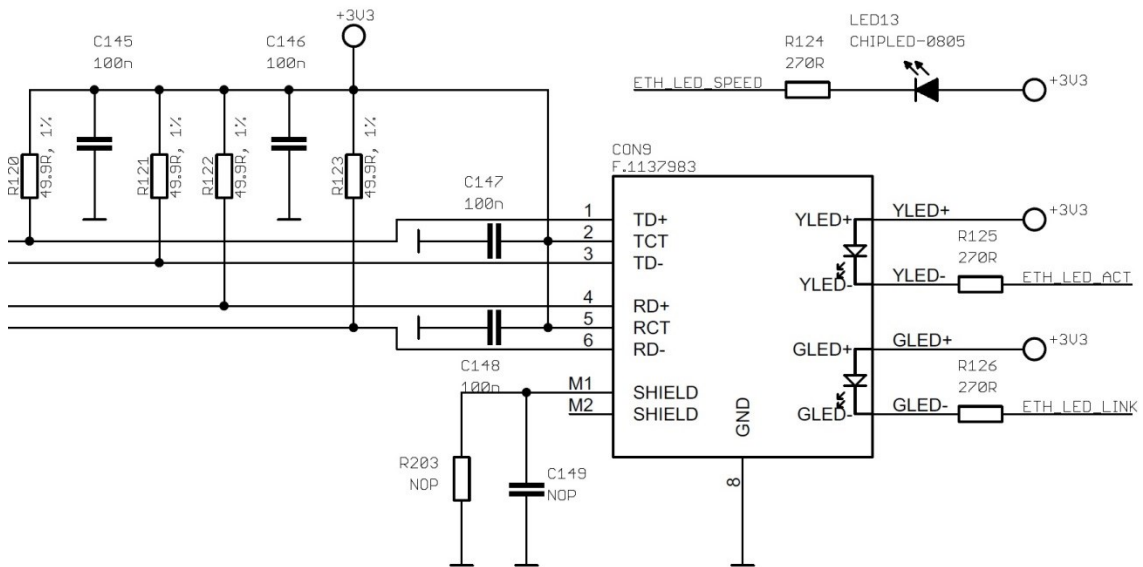 +3V3
C145
100n
C146
100n
R120
49.9R, 1%
R121
49.9R, 1%
R122
49.9R, 1%
R123
49.9R, 1%
LED13
CHIPLED-0805
R124
270R
ETH_LED_SPEED
+3V3
CON9
F.1137983
C147
100n
1 TD+
2 TCT
3 TD-
4 RD+
5 RCT
6 RD-
C148
100n
M1 SHIELD
M2 SHIELD
GND
8
YLED+ YLED+ +3V3
R125
270R
YLED- YLED- ETH_LED_ACT
GLED+ GLED+ +3V3
R126
270R
GLED- GLED- ETH_LED_LINK
R203
NOP
C149
NOP